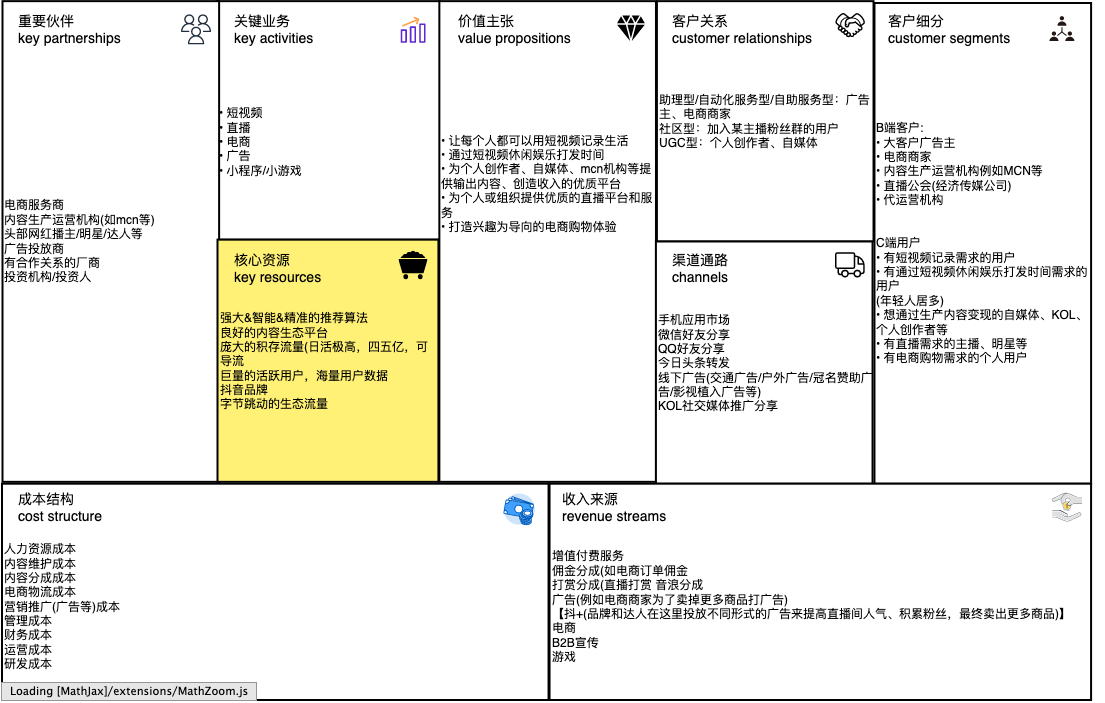 重要伙伴
key partnerships
电商服务商
内容生产运营机构(如mcn等)
头部网红播主/明星/达人等
广告投放商
有合作关系的厂商
投资机构/投资人
关键业务
key activities
• 短视频
• 直播
• 电商
• 广告
• 小程序/小游戏
核心资源
key resources
强大&智能&精准的推荐算法
良好的内容生态平台
庞大的积存流量(日活极高，四五亿，可
导流
巨量的活跃用户，海量用户数据
抖音品牌
字节跳动的生态流量
价值主张
value propositions
• 让每个人都可以用短视频记录生活
• 通过短视频休闲娱乐打发时间
• 为个人创作者、自媒体、mcn机构等提
供输出内容、创造收入的优质平台
• 为个人或组织提供优质的直播平台和服
务
• 打造兴趣为导向的电商购物体验
客户关系
customer relationships
助理型/自动化服务型/自助服务型：广告
主、电商商家
社区型：加入某主播粉丝群的用户
UGC型：个人创作者、自媒体
渠道通路
channels
手机应用市场
微信好友分享
QQ好友分享
今日头条转发
线下广告(交通广告/户外广告/冠名赞助广
告/影视植入广告等)
KOL社交媒体推广分享
客户细分
customer segments
B端客户：
• 大客户广告主
• 电商商家
• 内容生产运营机构例如MCN等
• 直播公会(经济传媒公司)
• 代运营机构
C端用户
• 有短视频记录需求的用户
• 有通过短视频休闲娱乐打发时间需求的
用户
(年轻人居多)
• 想通过生产内容变现的自媒体、KOL、
个人创作者等
• 有直播需求的主播、明星等
• 有电商购物需求的个人用户
成本结构
cost structure
人力资源成本
内容维护成本
内容分成成本
电商物流成本
营销推广(广告等)成本
管理成本
财务成本
运营成本
研发成本
收入来源
revenue streams
增值付费服务
佣金分成(如电商订单佣金
打赏分成(直播打赏 音浪分成
广告(例如电商商家为了卖掉更多商品打广告)
【抖+(品牌和达人在这里投放不同形式的广告来提高直播间人气、积累粉丝，最终卖出更多商品)】
电商
B2B宣传
游戏
Loading [MathJax]/extensions/MathZoom.js